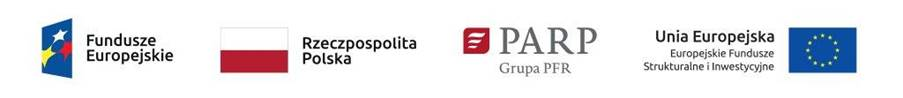 Fundusze
Europejskie
Rzeczpospolita
Polska
PARP
Grupa PFR
Unia Europejska
Europejskie Fundusze
Strukturalne i Inwestycyjne